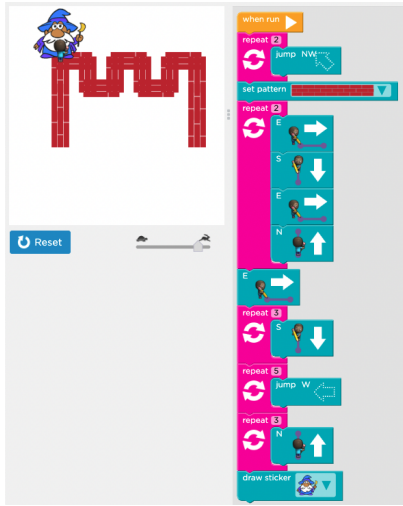 when run
repeat 2
jump NW
set pattern
repeat 2
E
S
E
N
E
repeat 3
S
repeat 5
jump W
repeat 3
N
draw sticker
Reset